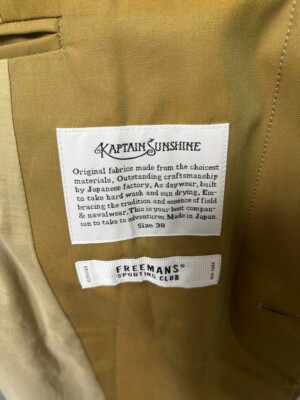 KAPTAIN SUNSHINE
Original fabrics made from the choicest
materials. Outstanding craftsmanship
by Japanese factory. As daywear, built
to take hard wash and sun drying. Em-
bracing the tradition and essence of field
& navalwear. This is your best compan-
ion to take to adventures. Made in Japan.
Size 38
FREEMANS®
SPORTING CLUB